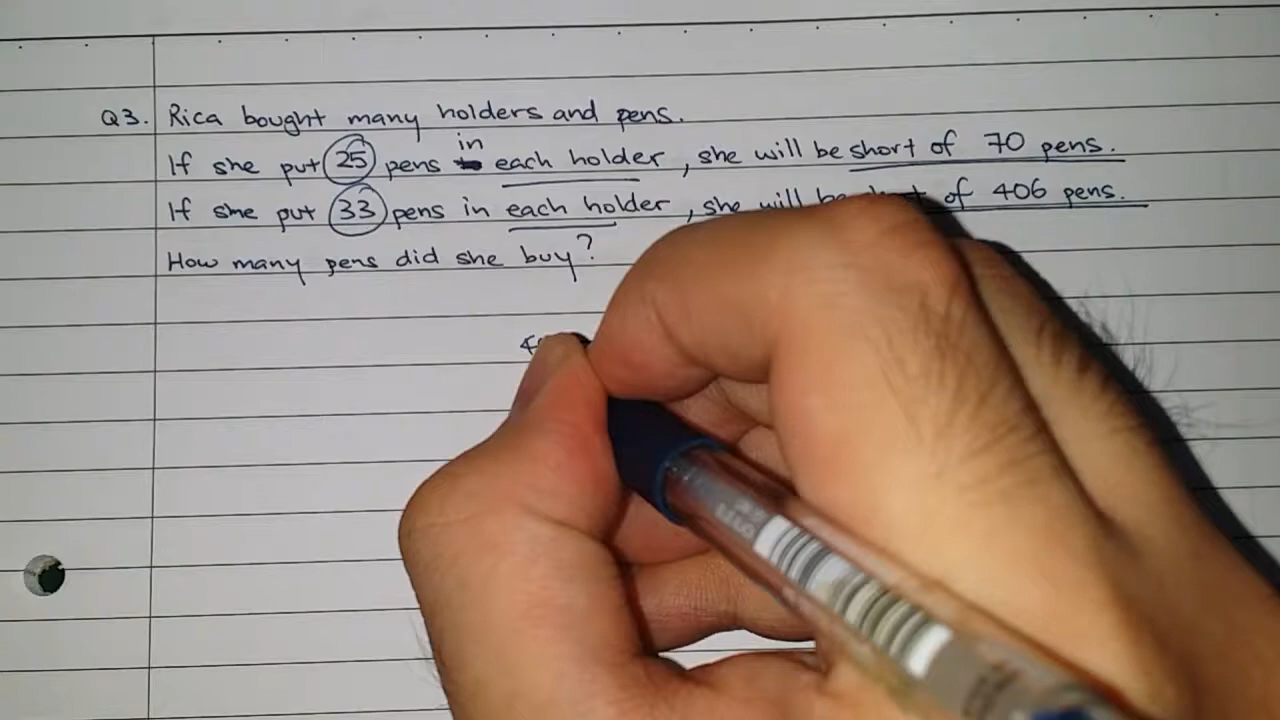 Q3. Rica bought many holders and pens.
If she put 25 pens in each holder, she will be short of 70 pens.
If she put 33 pens in each holder, she will be of 406 pens.
How many pens did she buy?